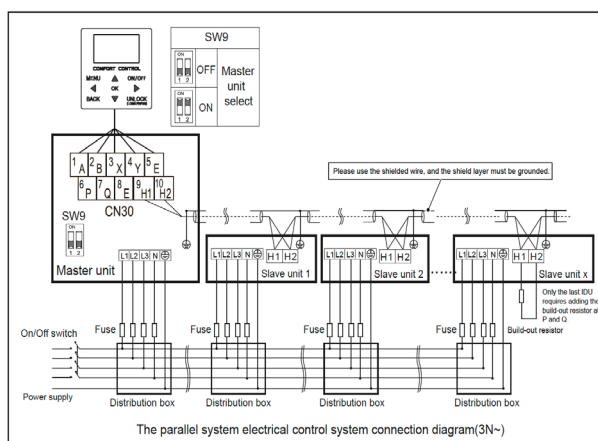 SW9
ON
1 2
OFF
ON
1 2
ON
Master
unit
select
COMFORT CONTROL
MENU ON/OFF
OK
BACK UNLOCK
1 2 3 4 5
A B X Y E
6 7 8 9 10
P Q E H1 H2
CN30
SW9
ON
1 2
Master unit
L1 L2 L3 N
Please use the shielded wire, and the shield layer must be grounded.
L1 L2 L3 N
H1 H2
Slave unit 1
L1 L2 L3 N
H1 H2
Slave unit 2
L1 L2 L3 N
H1 H2
Slave unit x
Only the last IDU
requires adding the
build-out resistor at
P and Q
Build-out resistor
Fuse
Fuse
Fuse
Fuse
On/Off switch
Power supply
Distribution box
Distribution box
Distribution box
Distribution box
The parallel system electrical control system connection diagram(3N~)